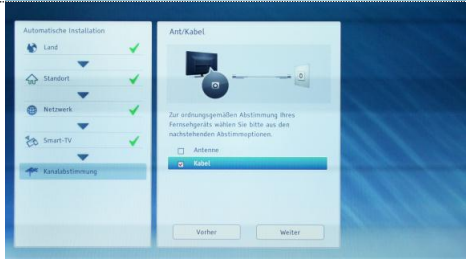 Automatische Installation
Land
Standort
Netzwerk
Smart-TV
Kanalabstimmung
Ant/Kabel
Zur ordnungsgemäßen Abstimmung Ihres
Fernsehgeräts wählen Sie bitte aus den
nachstehenden Abstimmoptionen.
Antenne
Kabel
Vorher
Weiter